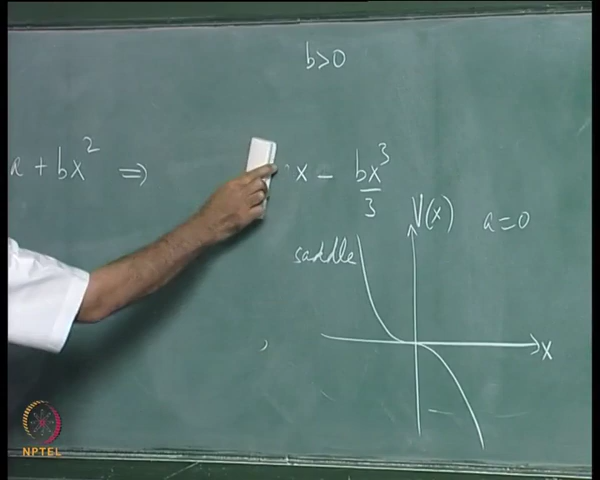 b>0
a + bx² ⇒ x − bx³/3
V(x) a=0
saddle
x
NPTEL